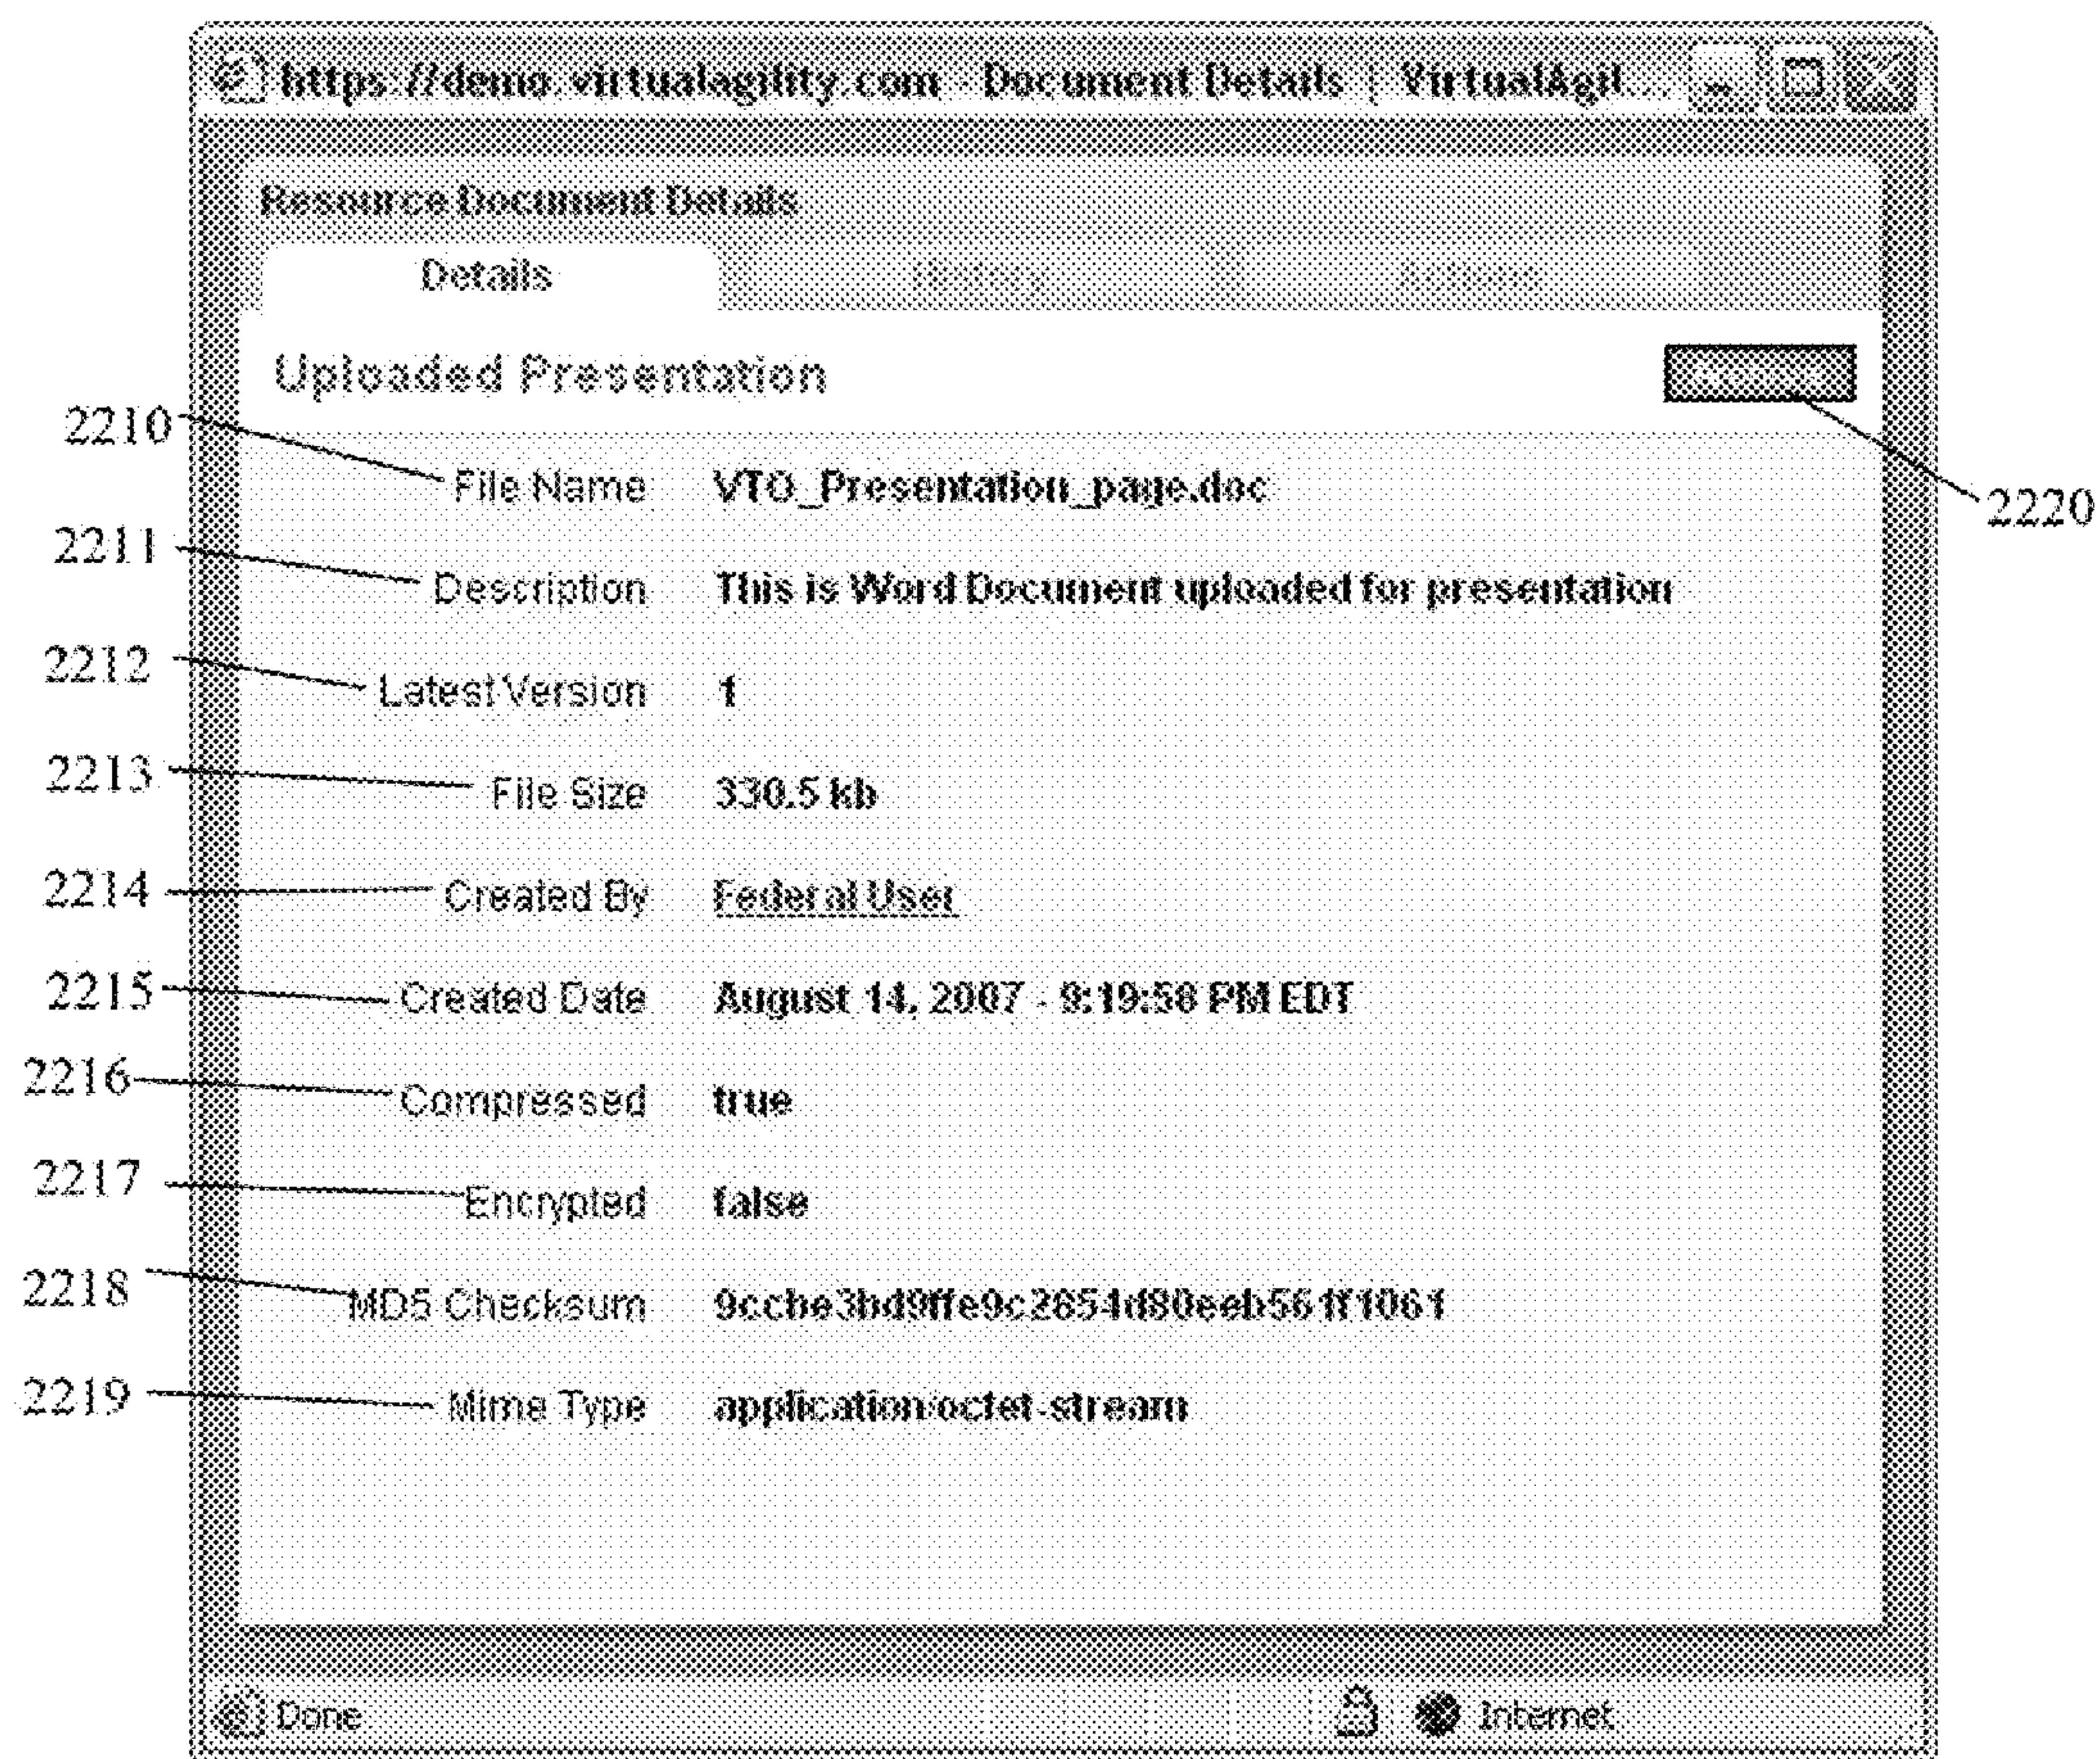 https://demo.virtualagility.com - Document Details | VirtualAgil...
Resource Document Details
Details History Actions
Uploaded Presentation
2210 File Name VTO_Presentation_page.doc
2220
2211 Description This is Word Document uploaded for presentation
2212 Latest Version 1
2213 File Size 330.5 kb
2214 Created By Federal User
2215 Created Date August 14, 2007 - 9:19:58 PM EDT
2216 Compressed true
2217 Encrypted false
2218 MD5 Checksum
2219 Mime Type application/octet-stream
Done Internet